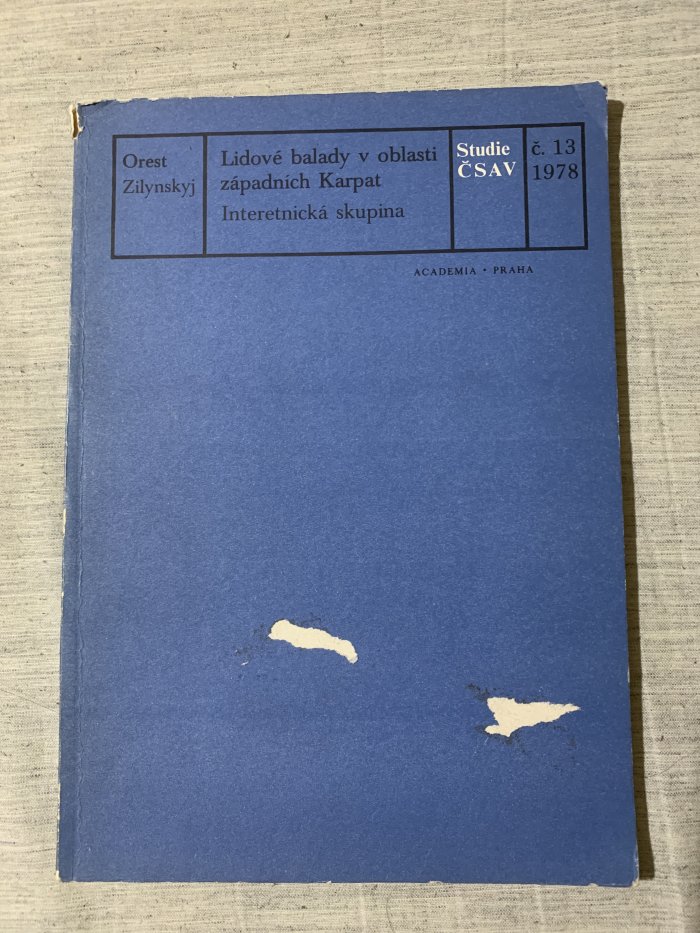 Orest
Zilynskyj
Lidové balady v oblasti
západních Karpat
Interetnická skupina
Studie
ČSAV
č. 13
1978
ACADEMIA • PRAHA